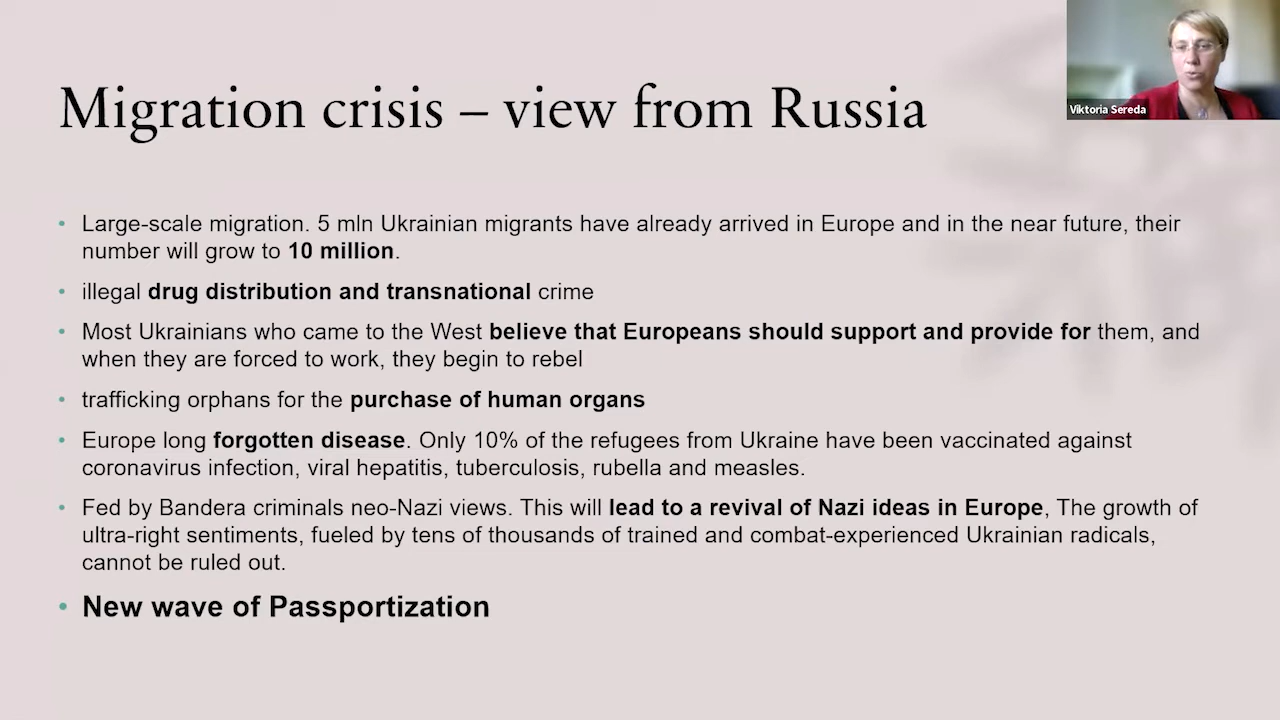 Migration crisis – view from Russia
Viktoria Sereda
• Large-scale migration. 5 mln Ukrainian migrants have already arrived in Europe and in the near future, their
number will grow to 10 million.
• illegal drug distribution and transnational crime
• Most Ukrainians who came to the West believe that Europeans should support and provide for them, and
when they are forced to work, they begin to rebel
• trafficking orphans for the purchase of human organs
• Europe long forgotten disease. Only 10% of the refugees from Ukraine have been vaccinated against
coronavirus infection, viral hepatitis, tuberculosis, rubella and measles.
• Fed by Bandera criminals neo-Nazi views. This will lead to a revival of Nazi ideas in Europe, The growth of
ultra-right sentiments, fueled by tens of thousands of trained and combat-experienced Ukrainian radicals,
cannot be ruled out.
• New wave of Passportization